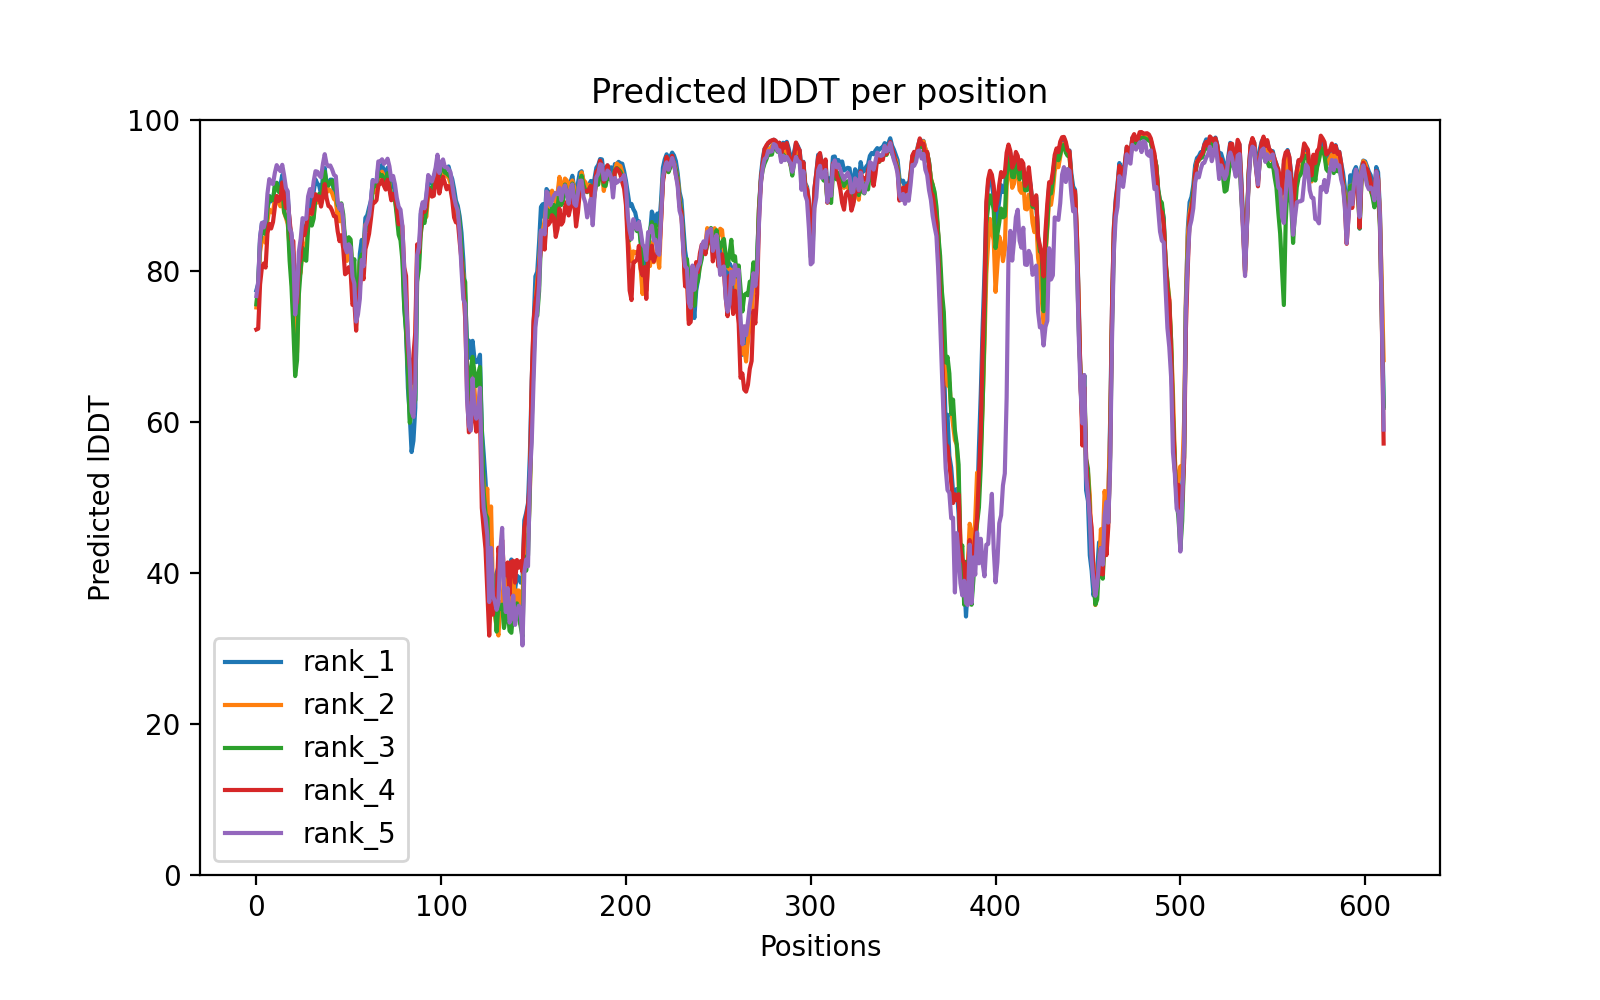 Predicted lDDT per position
100
80
60
40
20
0
Predicted lDDT
rank_1
rank_2
rank_3
rank_4
rank_5
0 100 200 300 400 500 600
Positions